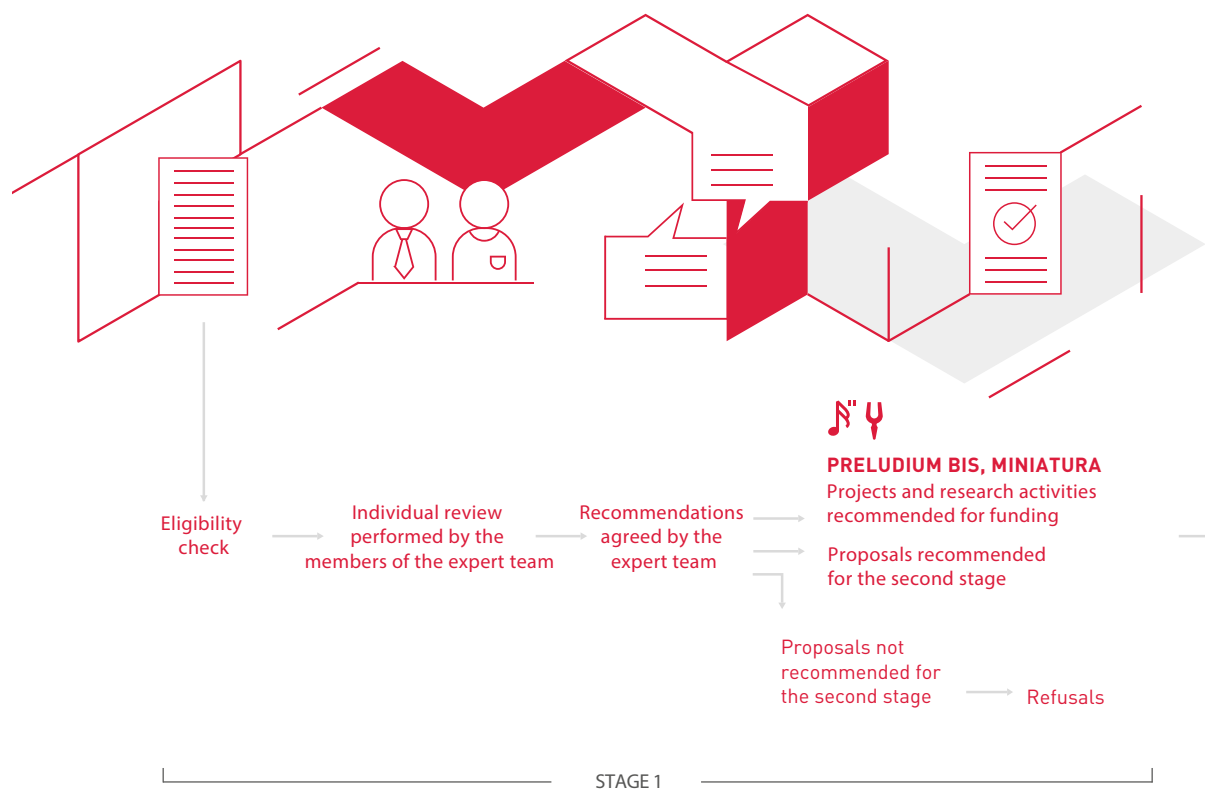 PRELUDIUM BIS, MINIATURA
Projects and research activities
recommended for funding
Eligibility
check
Individual review
performed by the
members of the expert team
Recommendations
agreed by the
expert team
Proposals recommended
for the second stage
Proposals not
recommended for
the second stage
Refusals
STAGE 1